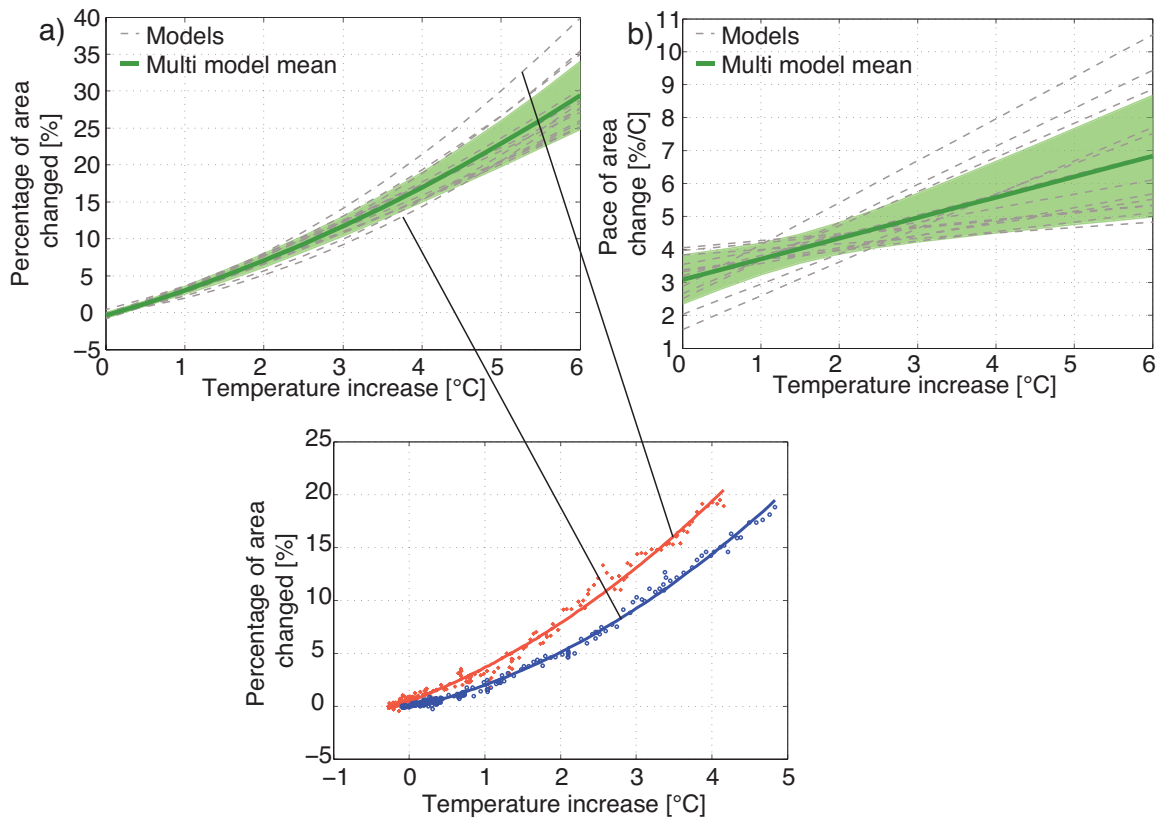 a)
Models
Multi model mean
40
35
30
25
20
15
10
5
0
−5
Percentage of area
changed [%]
0 1 2 3 4 5 6
Temperature increase [°C]
b)
Models
Multi model mean
11
10
9
8
7
6
5
4
3
2
1
Pace of area
change [%/C]
0 1 2 3 4 5 6
Temperature increase [°C]
25
20
15
10
5
0
−5
Percentage of area
changed [%]
−1 0 1 2 3 4 5
Temperature increase [°C]